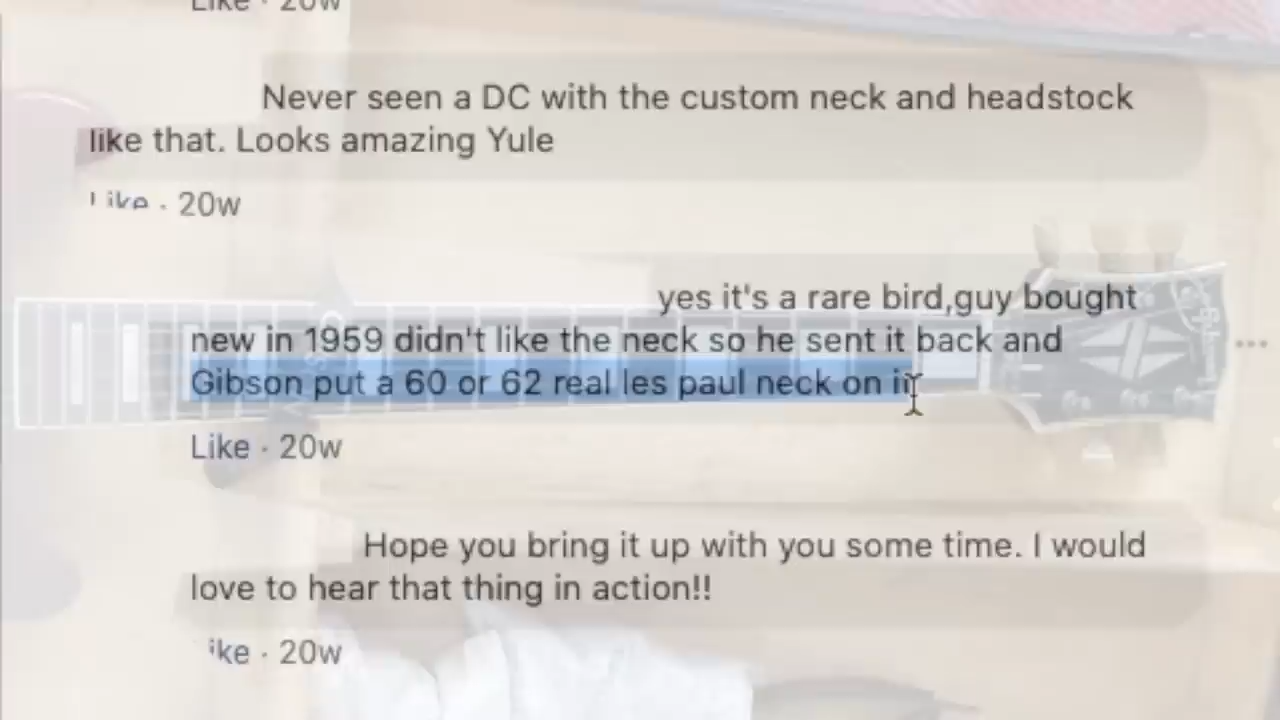 Like · 20w
Never seen a DC with the custom neck and headstock
like that. Looks amazing Yule
Like · 20w
yes it's a rare bird,guy bought
new in 1959 didn't like the neck so he sent it back and
Gibson put a 60 or 62 real les paul neck on it
Like · 20w
Hope you bring it up with you some time. I would
love to hear that thing in action!!
Like · 20w